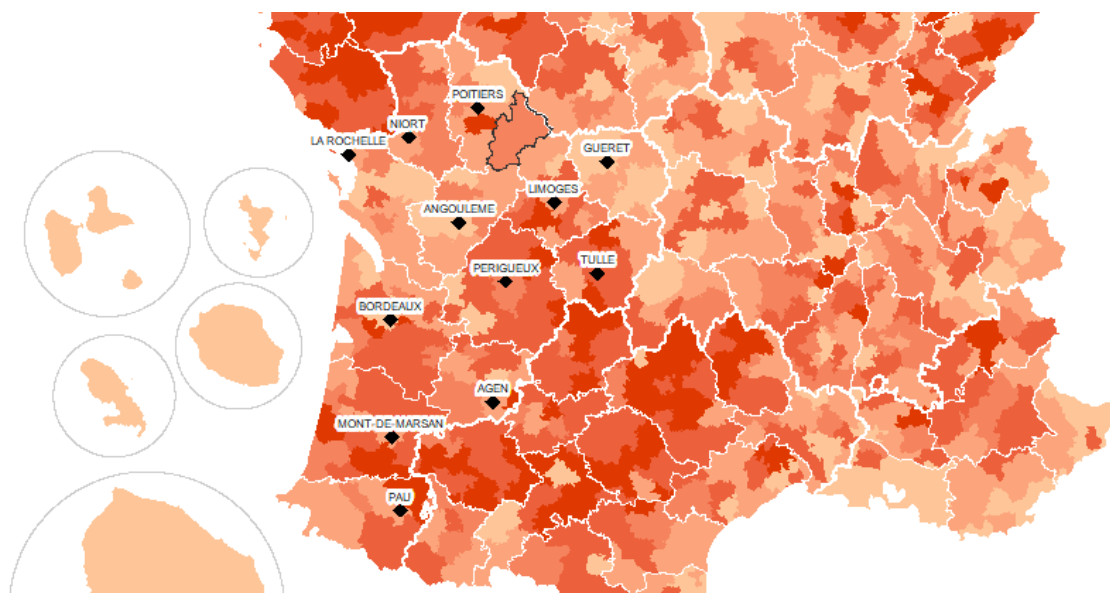 POITIERS
NIORT
LA ROCHELLE
GUERET
LIMOGES
ANGOULEME
TULLE
PERIGUEUX
BORDEAUX
AGEN
MONT-DE-MARSAN
PAU